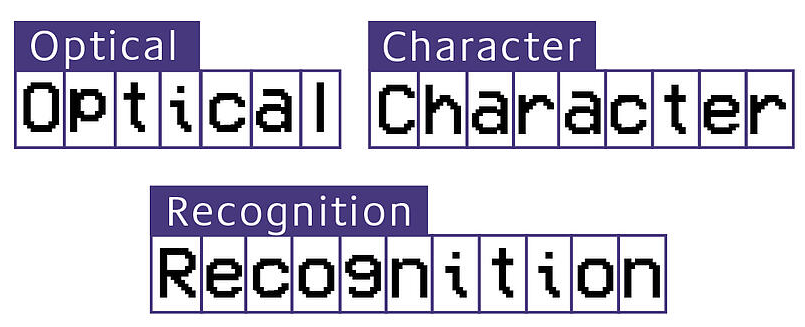 Optical Character
Optical Character
Recognition
Recognition